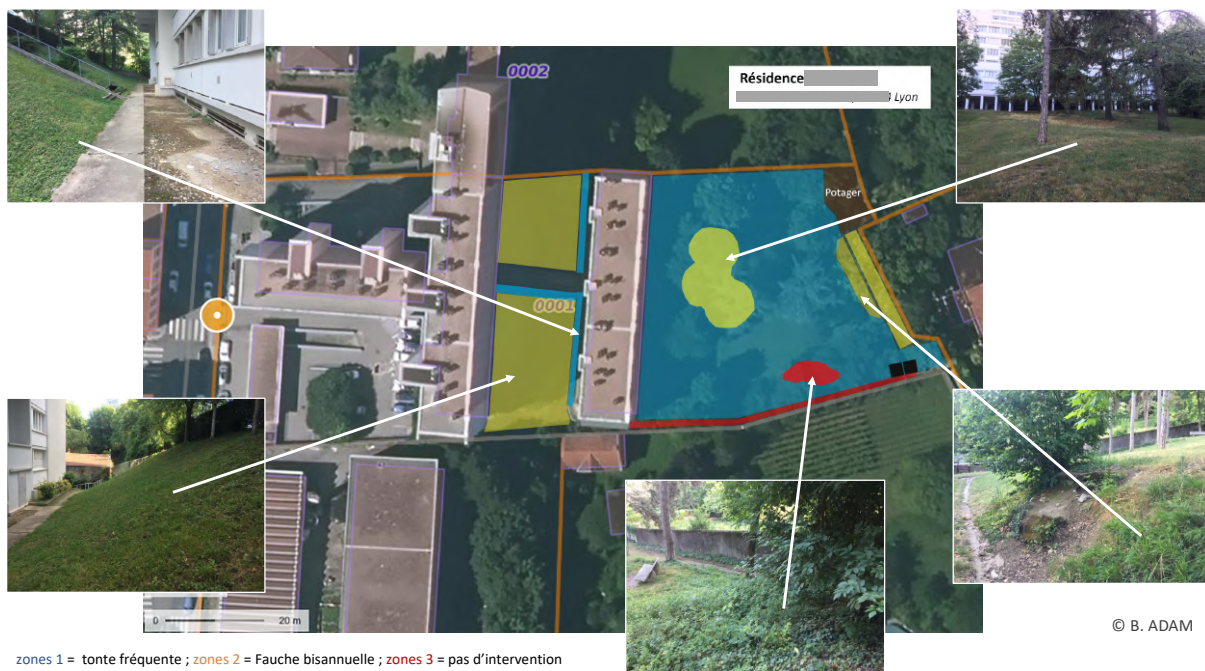 0002
Résidence
4 Lyon
Potager
0001
0 20 m
© B. ADAM
zones 1 = tonte fréquente ; zones 2 = Fauche bisannuelle ; zones 3 = pas d'intervention